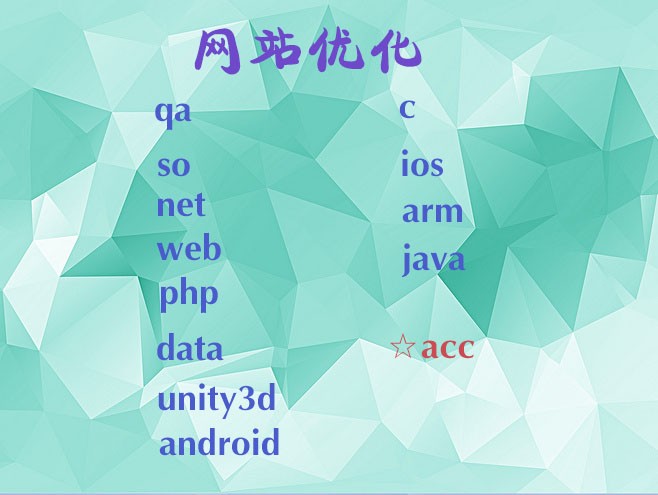 网站优化
qa
so
net
web
php
data
unity3d
android
c
ios
arm
java
☆acc